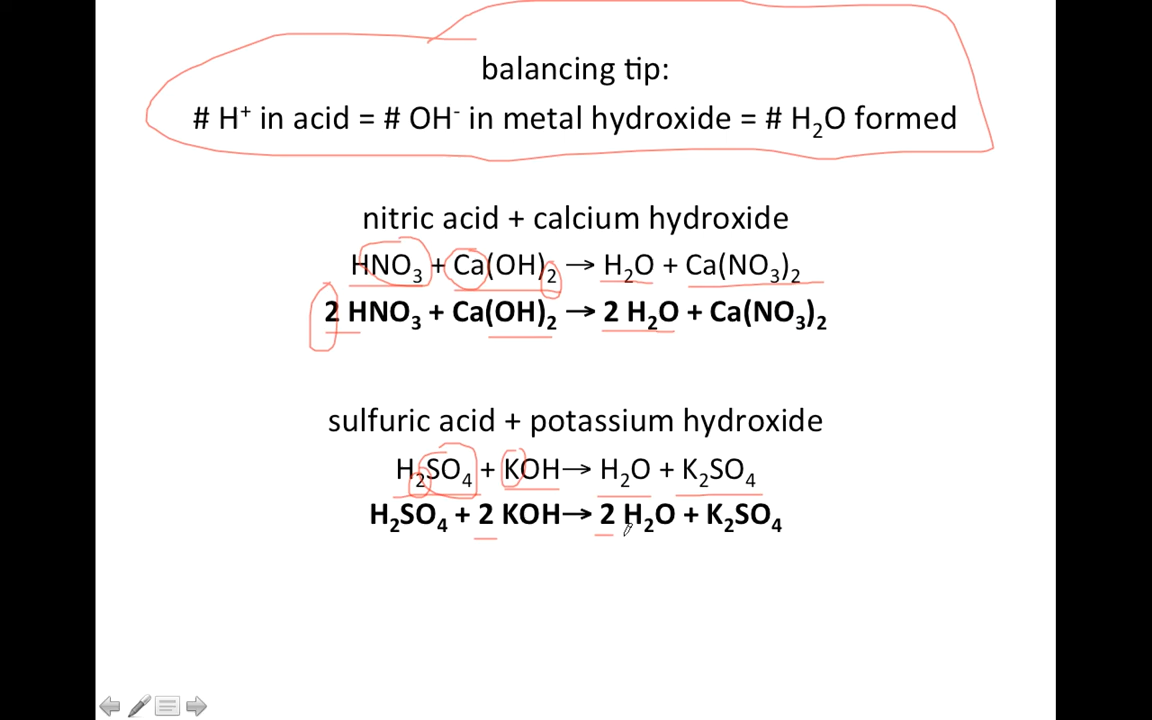 balancing tip:
# H⁺ in acid = # OH⁻ in metal hydroxide = # H₂O formed
nitric acid + calcium hydroxide
HNO₃ + Ca(OH)₂ → H₂O + Ca(NO₃)₂
2 HNO₃ + Ca(OH)₂ → 2 H₂O + Ca(NO₃)₂
sulfuric acid + potassium hydroxide
H₂SO₄ + KOH → H₂O + K₂SO₄
H₂SO₄ + 2 KOH → 2 H₂O + K₂SO₄